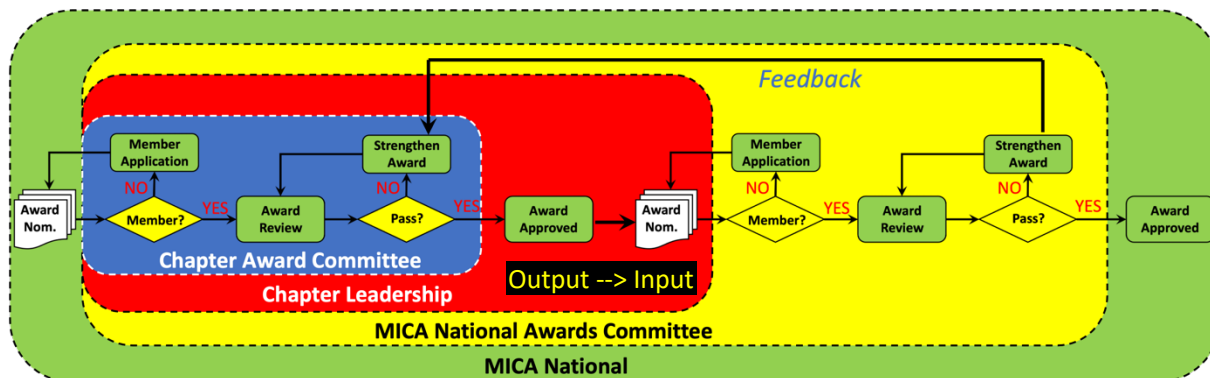 Feedback
Member
Application
Strengthen
Award
NO
NO
Award
Nom.
Member?
YES
Award
Review
Pass?
YES
Award
Approved
Award
Nom.
Member
Application
Strengthen
Award
NO
NO
Member?
YES
Award
Review
Pass?
YES
Award
Approved
Chapter Award Committee
Output --> Input
Chapter Leadership
MICA National Awards Committee
MICA National